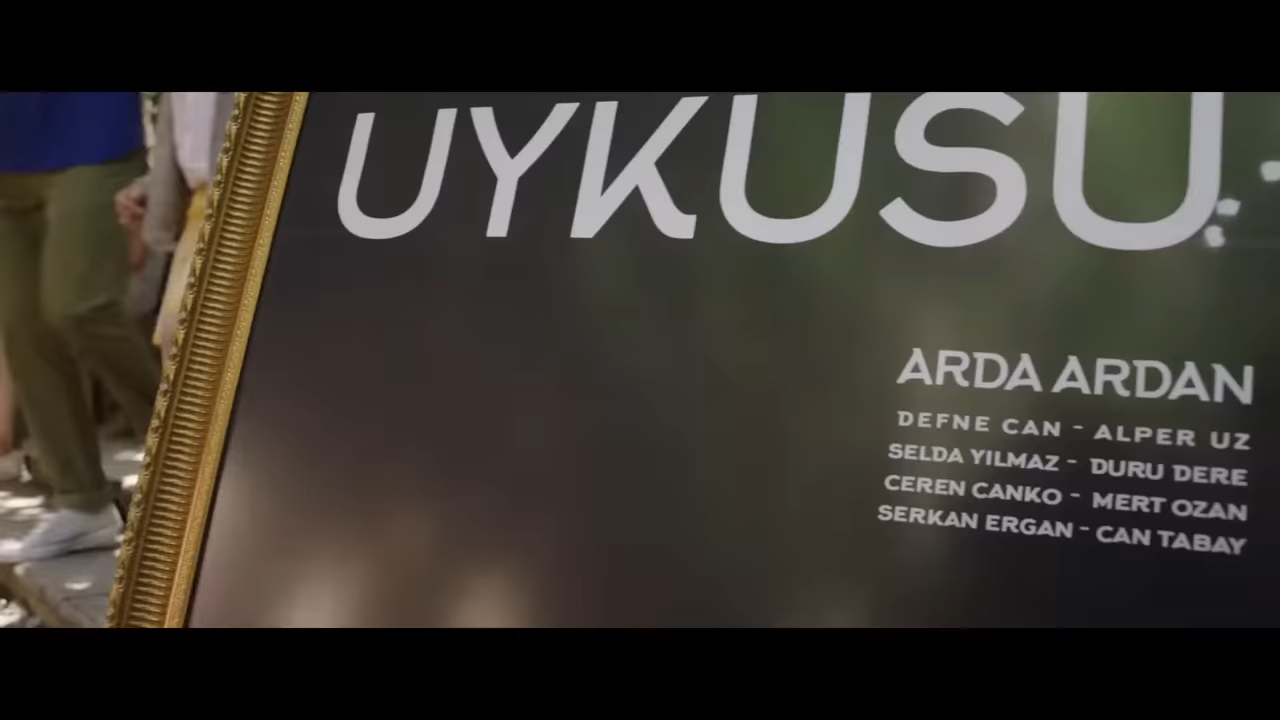 UYKUSU
ARDA ARDAN
DEFNE CAN - ALPER UZ
SELDA YILMAZ - DURU DERE
CEREN CANKO - MERT OZAN
SERKAN ERGAN - CAN TABAY